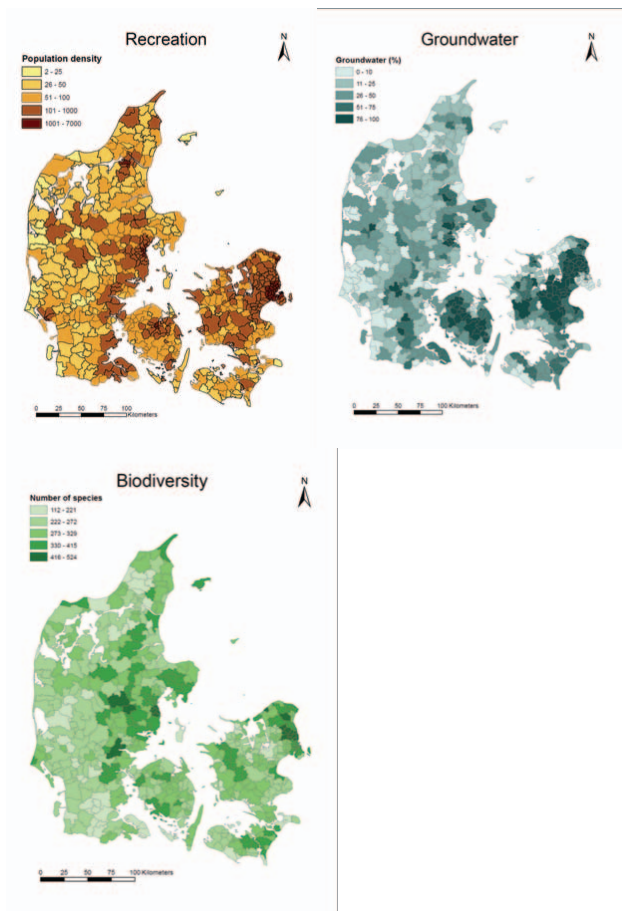 Recreation
N
Population density
2 - 25
26 - 50
51 - 100
101 - 1000
1001 - 7000
0 25 50 75 100
Kilometers
Groundwater
N
Groundwater (%)
0 - 10
11 - 25
26 - 50
51 - 75
76 - 100
0 25 50 75 100 Kilometers
Biodiversity
N
Number of species
112 - 221
222 - 272
273 - 329
330 - 415
416 - 524
0 25 50 75 100
Kilometers